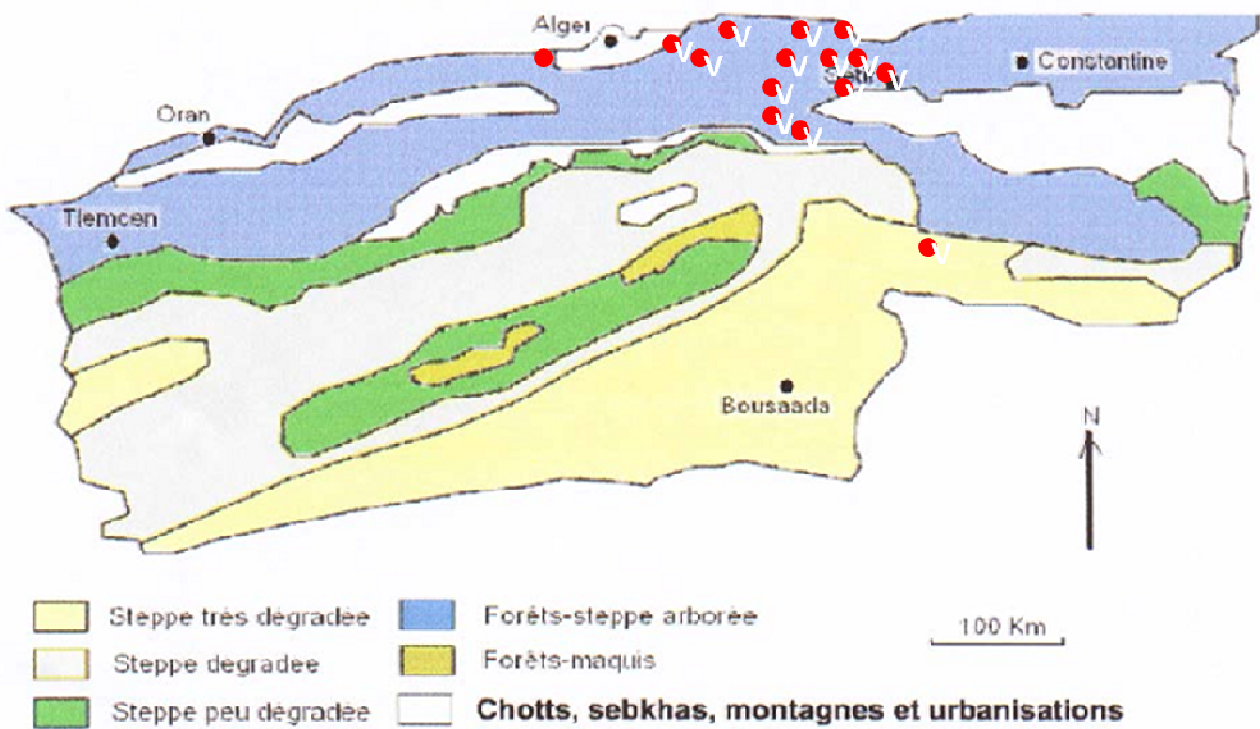 Alger
Constantine
Oran
Tlemcen
Bousaada
N
V
V
V
V
V
V
V
V
V
V
V
V
V
Steppe très dégradée
Forêts-steppe arborée
100 Km
Steppe dégradée
Forêts-maquis
Steppe peu dégradée
Chotts, sebkhas, montagnes et urbanisations